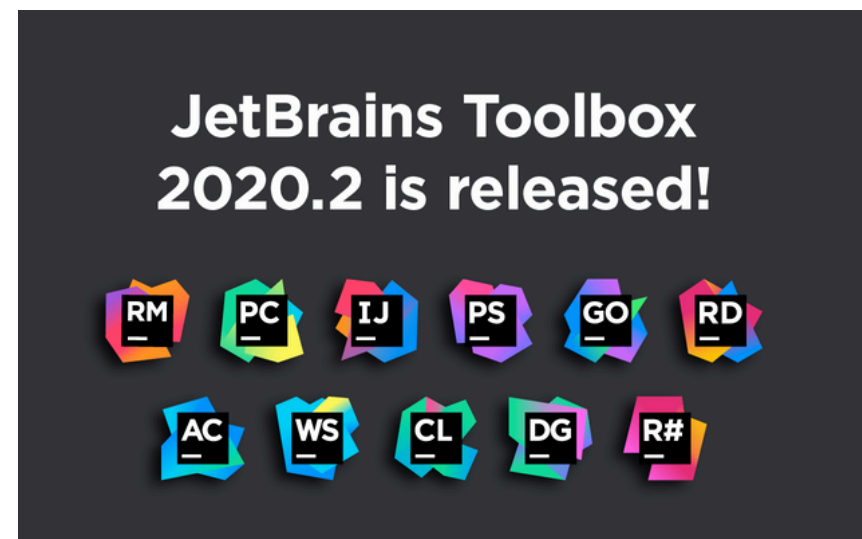 JetBrains Toolbox
2020.2 is released!
RM PC IJ PS GO RD
AC WS CL DG R#